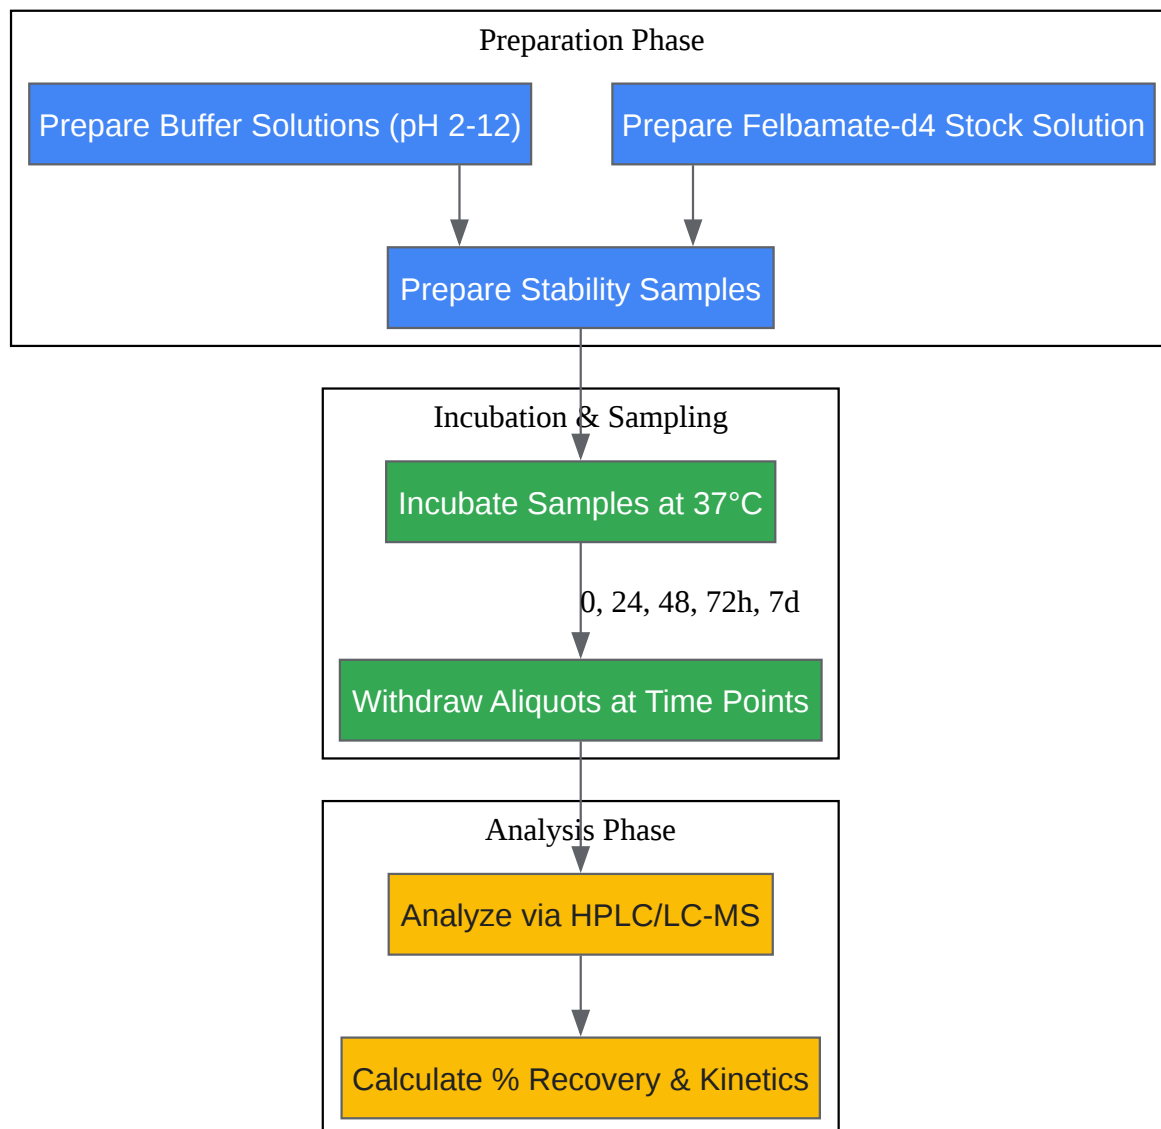 Preparation Phase
Prepare Buffer Solutions (pH 2-12)
Prepare Felbamate-d4 Stock Solution
Prepare Stability Samples
Incubation & Sampling
Incubate Samples at 37°C
0, 24, 48, 72h, 7d
Withdraw Aliquots at Time Points
Analysis Phase
Analyze via HPLC/LC-MS
Calculate % Recovery & Kinetics